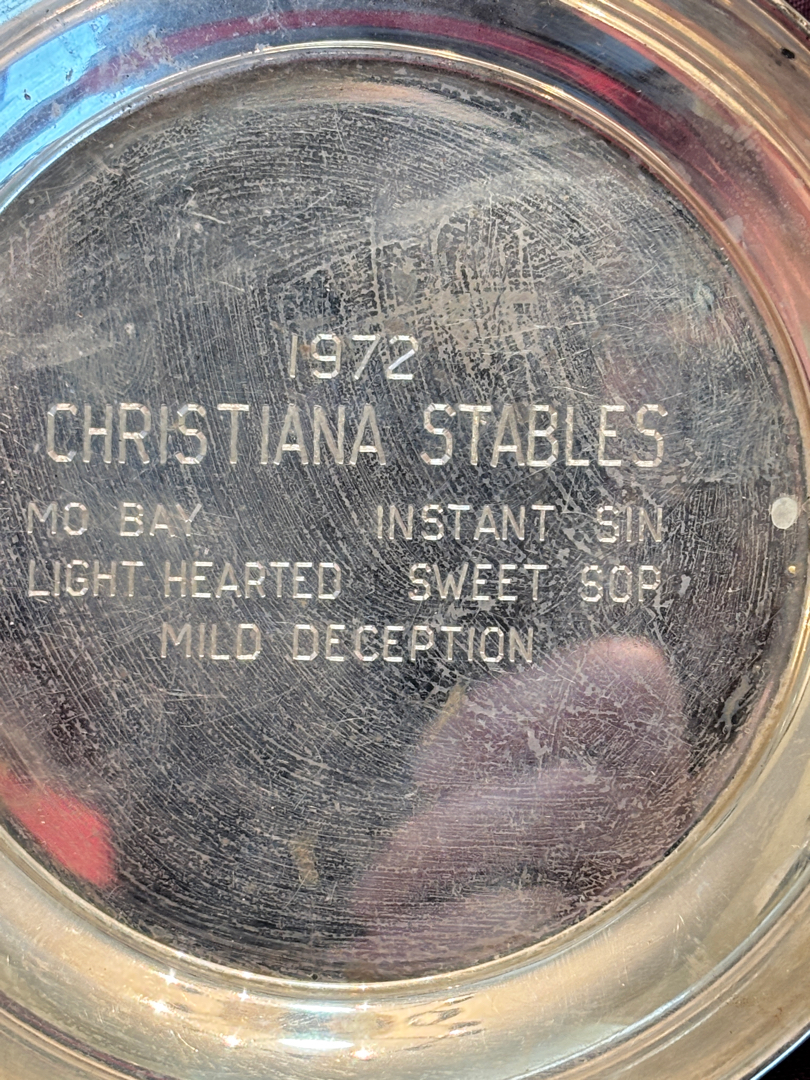 1972
CHRISTIANA STABLES
MO BAY INSTANT SIN
LIGHT HEARTED SWEET SOP
MILD DECEPTION